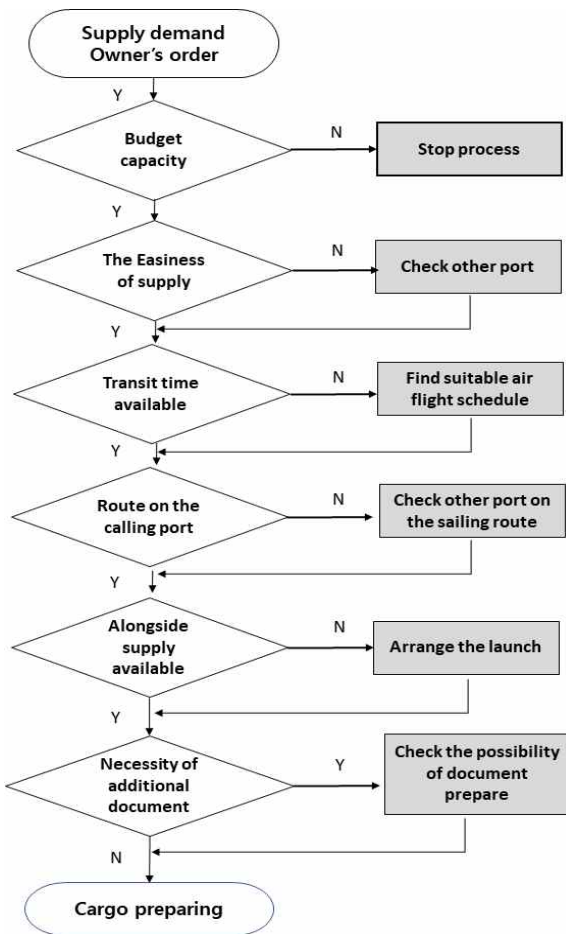 Supply demand
Owner's order
Y
Budget
capacity
N
Stop process
Y
The Easiness
of supply
N
Check other port
Y
Transit time
available
N
Find suitable air
flight schedule
Y
Route on the
calling port
N
Check other port on
the sailing route
Y
Alongside
supply
available
N
Arrange the launch
Y
Necessity of
additional
document
Y
Check the possibility
of document
prepare
N
Cargo preparing